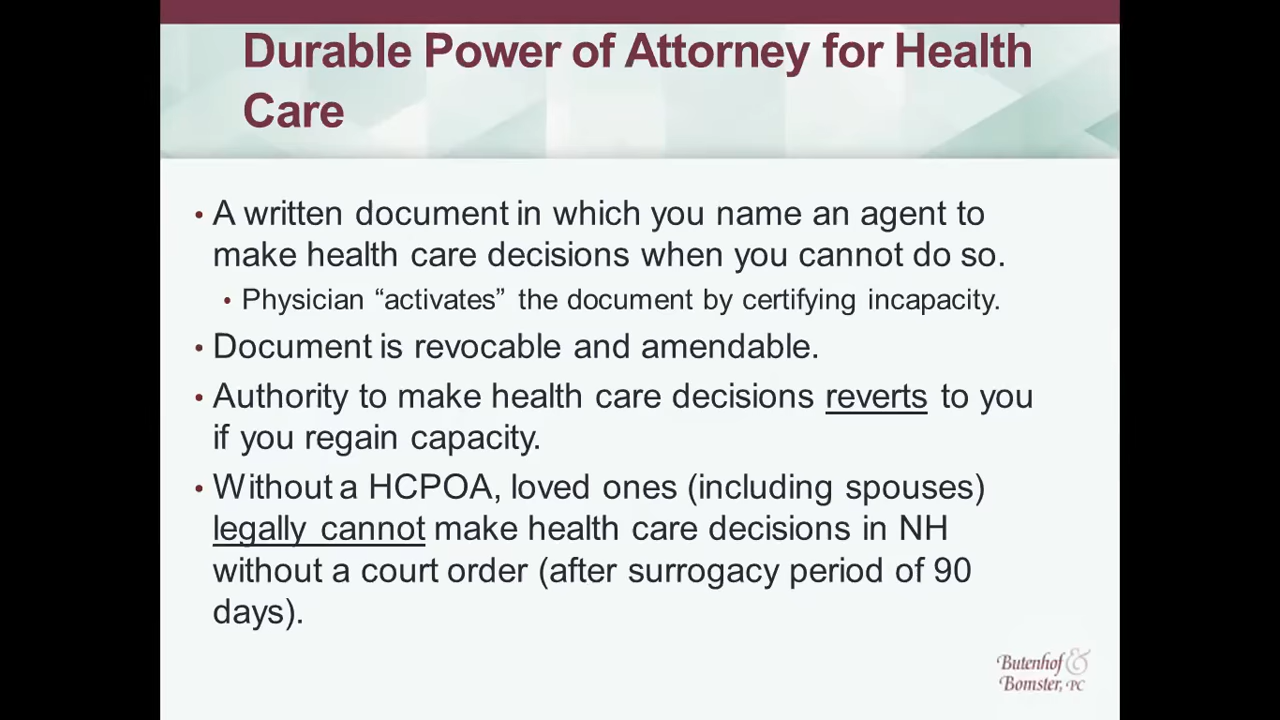 Durable Power of Attorney for Health
Care
• A written document in which you name an agent to
make health care decisions when you cannot do so.
• Physician “activates” the document by certifying incapacity.
• Document is revocable and amendable.
• Authority to make health care decisions reverts to you
if you regain capacity.
• Without a HCPOA, loved ones (including spouses)
legally cannot make health care decisions in NH
without a court order (after surrogacy period of 90
days).
Butenhof &
Bomster, PC